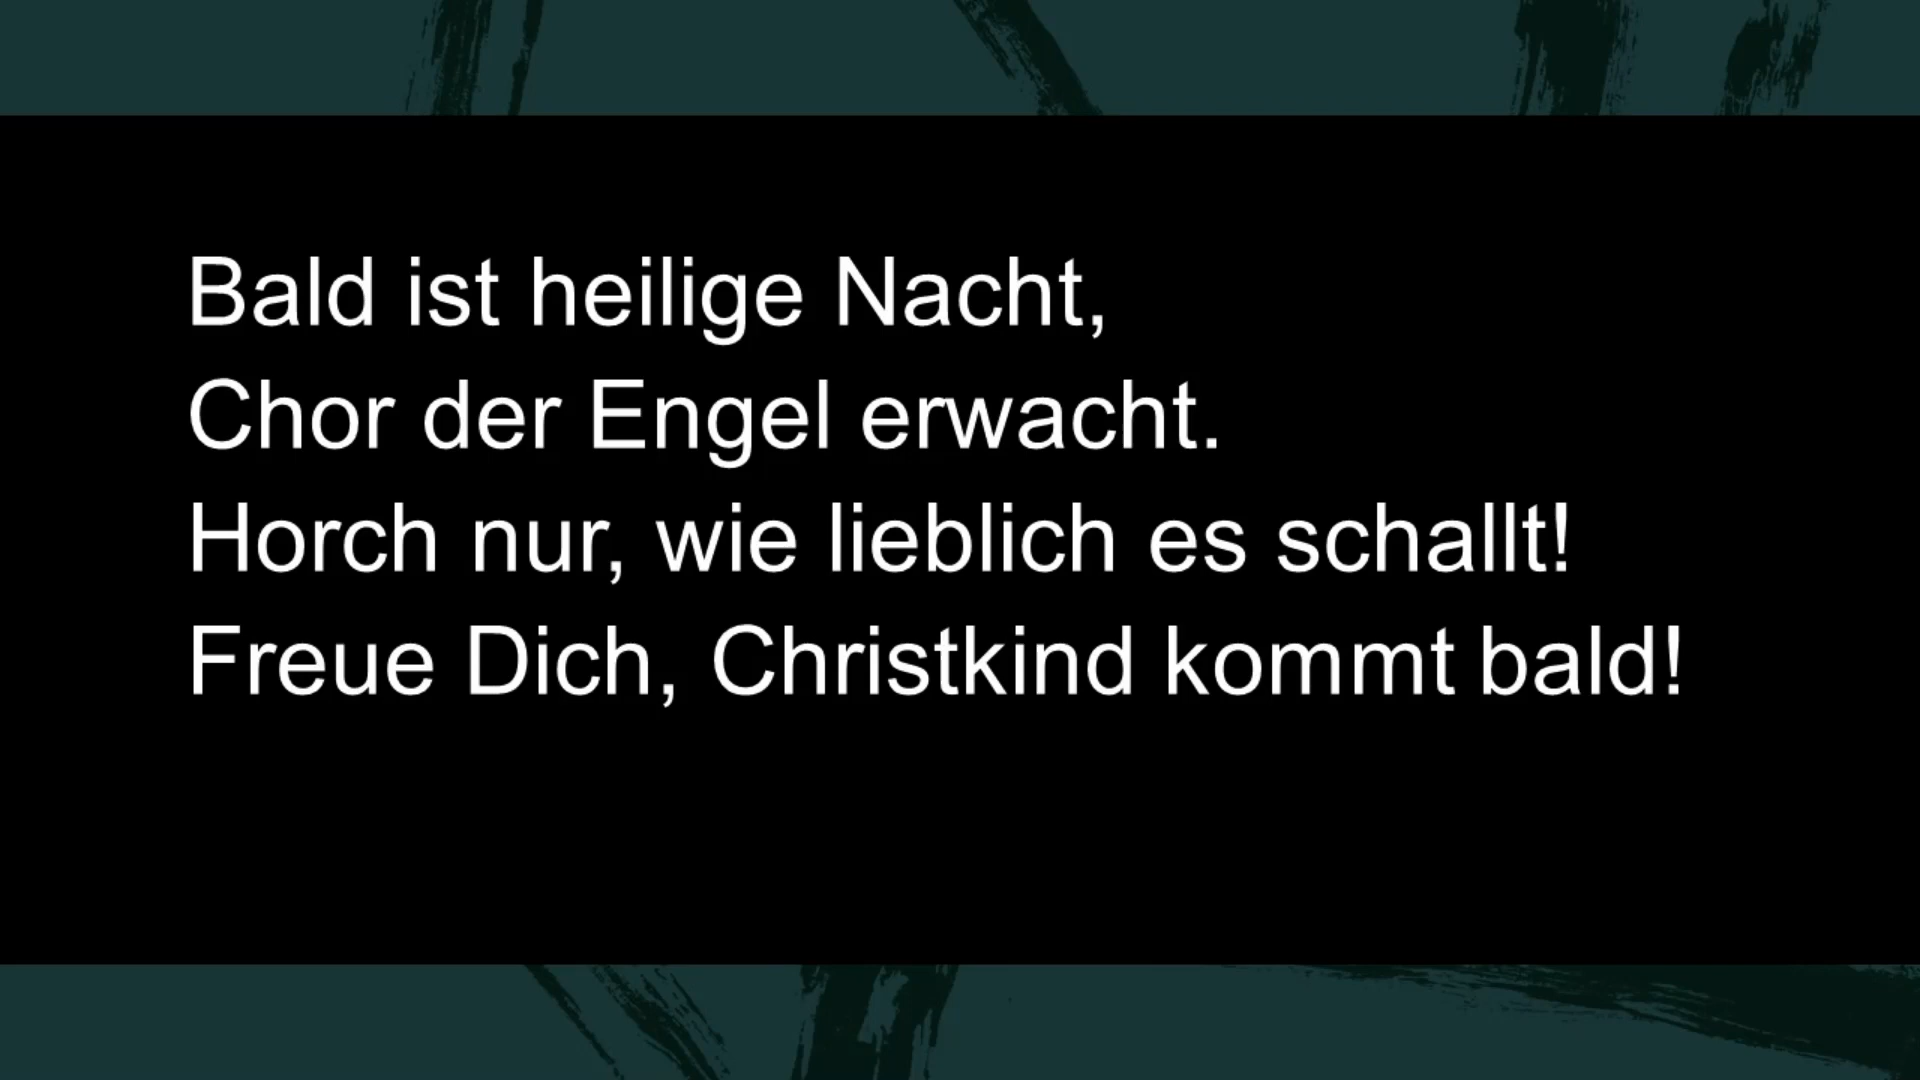 Bald ist heilige Nacht,
Chor der Engel erwacht.
Horch nur, wie lieblich es schallt!
Freue Dich, Christkind kommt bald!